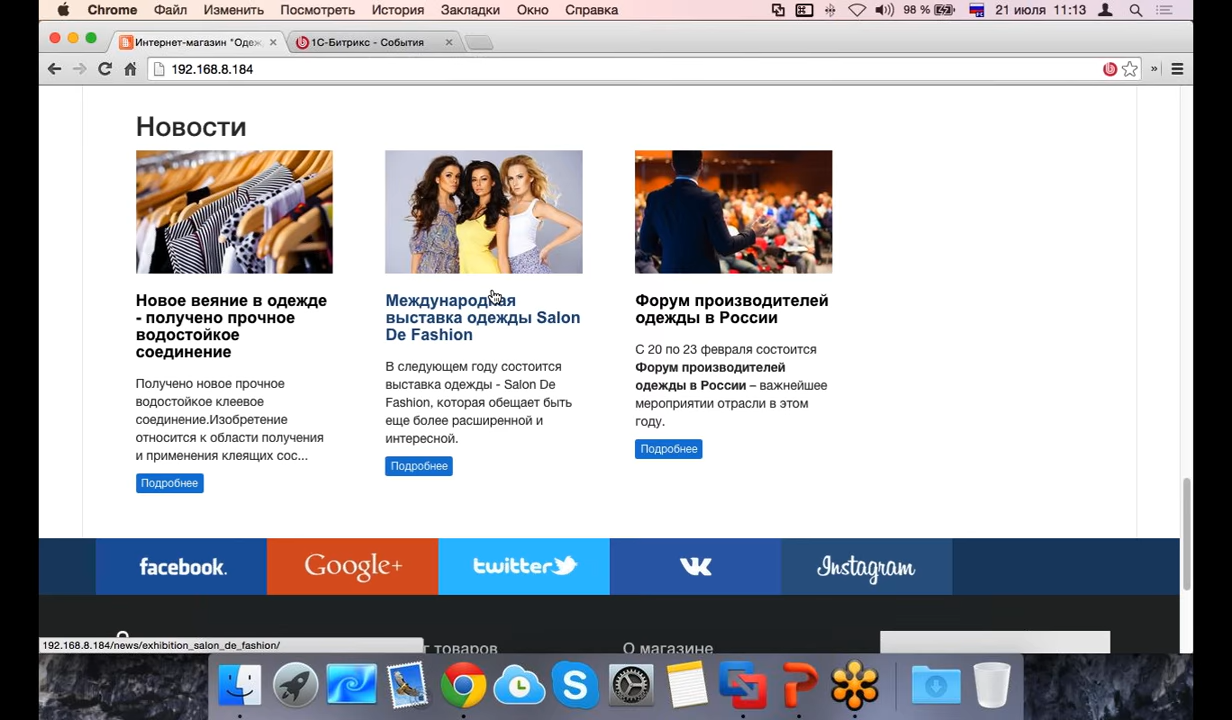 Chrome Файл Изменить Посмотреть История Закладки Окно Справка 98 % 21 июля 11:13
Интернет-магазин "Одеж 1С-Битрикс - События
192.168.8.184
Новости
Новое веяние в одежде
- получено прочное
водостойкое
соединение
Получено новое прочное
водостойкое клеевое
соединение.Изобретение
относится к области получения
и применения клеящих сос...
Подробнее
Международная
выставка одежды Salon
De Fashion
В следующем году состоится
выставка одежды - Salon De
Fashion, которая обещает быть
еще более расширенной и
интересной.
Подробнее
Форум производителей
одежды в России
С 20 по 23 февраля состоится
Форум производителей
одежды в России – важнейшее
мероприятии отрасли в этом
году.
Подробнее
facebook. Google+ twitter VK Instagram
192.168.8.184/news/exhibition_salon_de_fashion/
т товаров О магазине